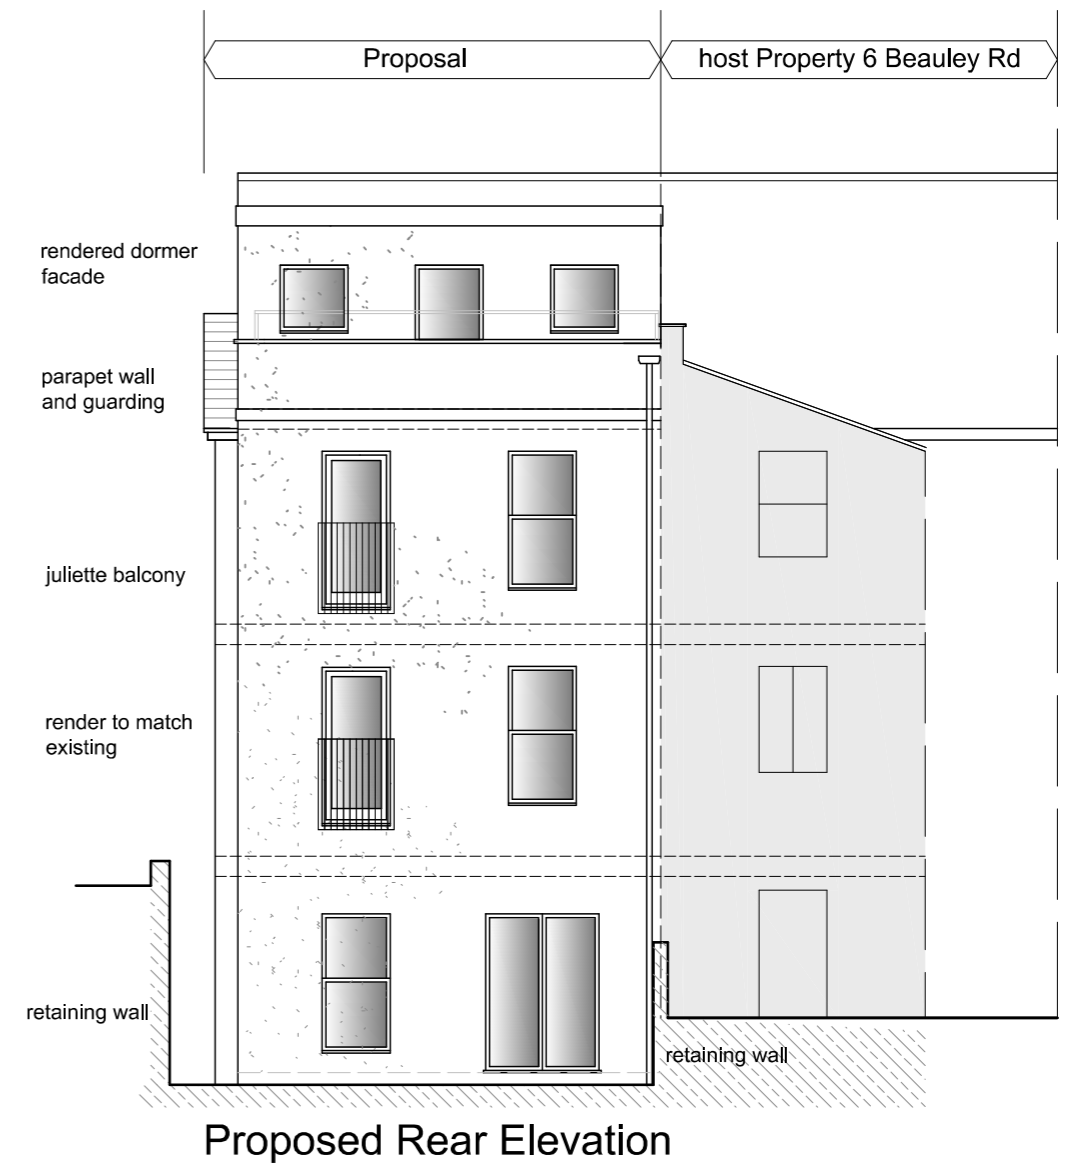 Proposal
host Property 6 Beauley Rd
rendered dormer
facade
parapet wall
and guarding
juliette balcony
render to match
existing
retaining wall
retaining wall
Proposed Rear Elevation